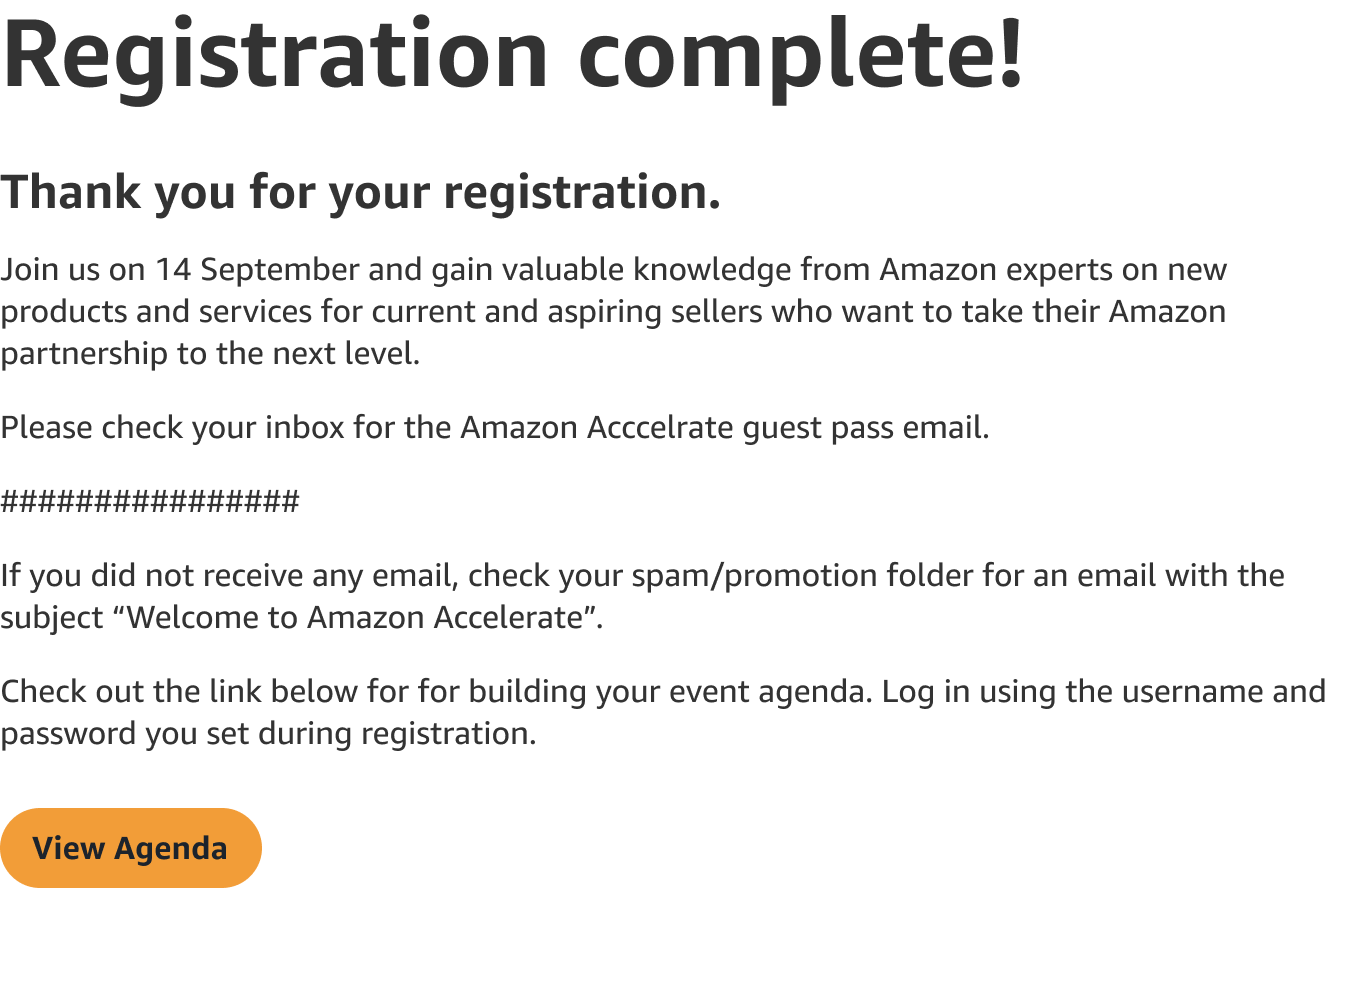 Registration complete!
Thank you for your registration.
Join us on 14 September and gain valuable knowledge from Amazon experts on new
products and services for current and aspiring sellers who want to take their Amazon
partnership to the next level.
Please check your inbox for the Amazon Acccelrate guest pass email.
################
If you did not receive any email, check your spam/promotion folder for an email with the
subject “Welcome to Amazon Accelerate”.
Check out the link below for for building your event agenda. Log in using the username and
password you set during registration.
View Agenda